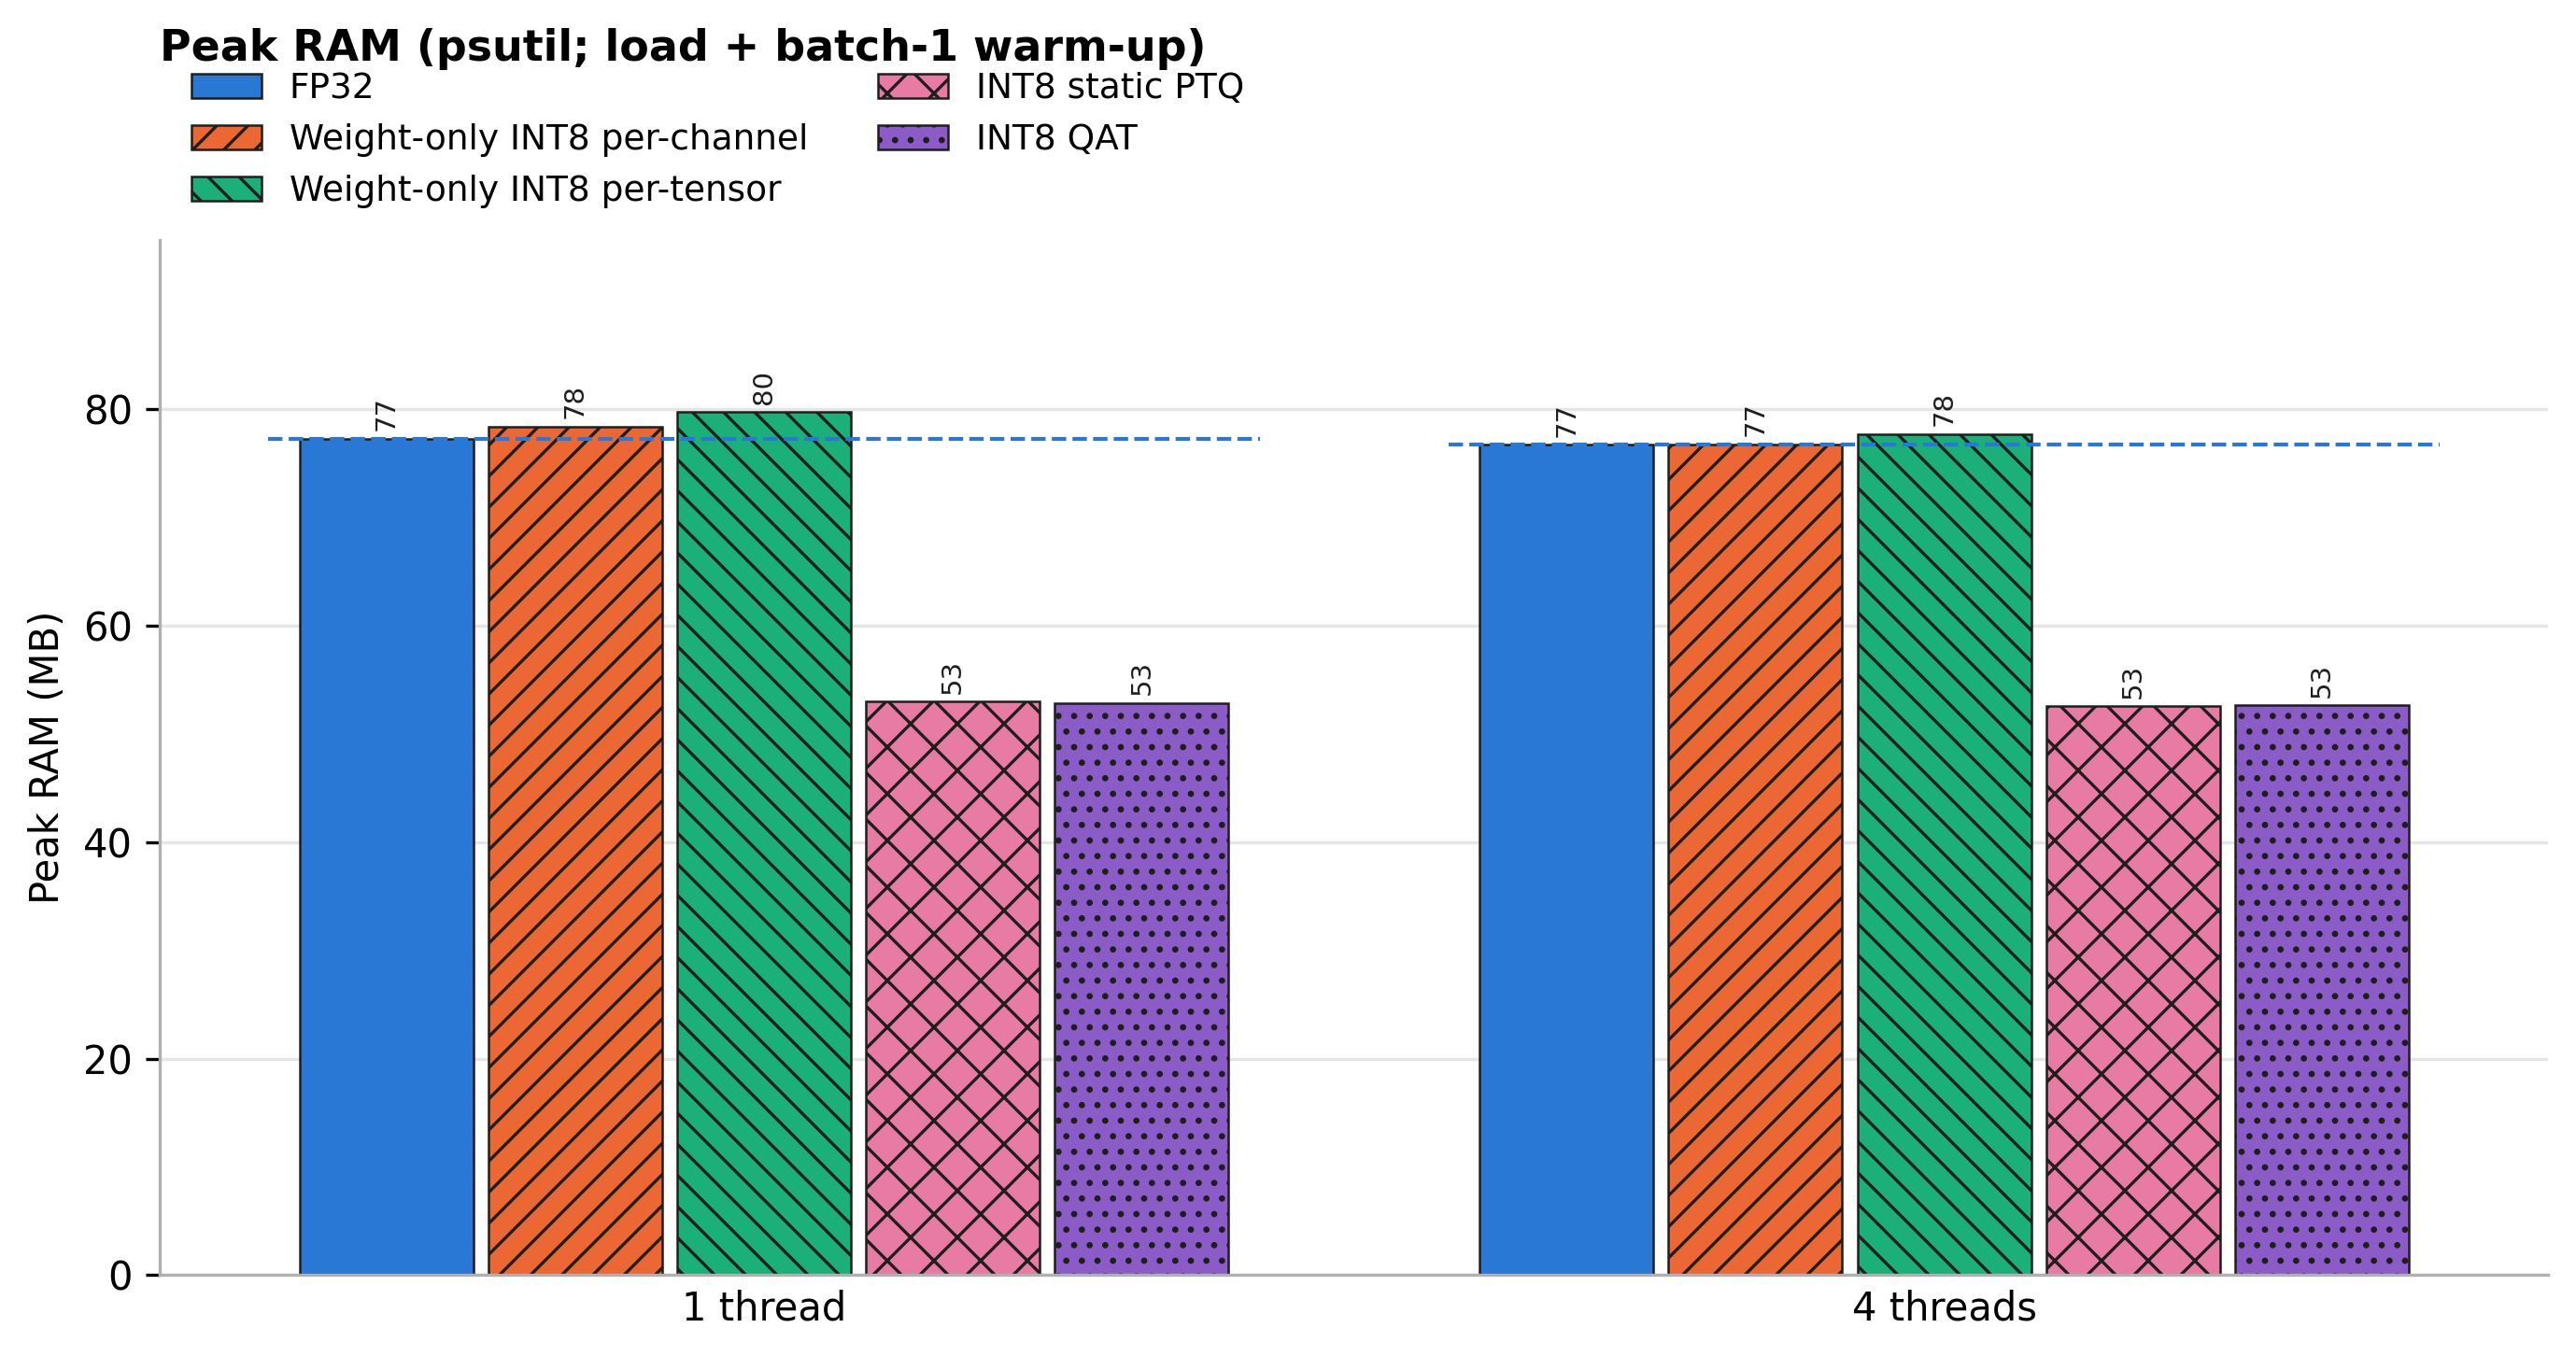 Peak RAM (psutil; load + batch-1 warm-up)
FP32
Weight-only INT8 per-channel
Weight-only INT8 per-tensor
INT8 static PTQ
INT8 QAT
Peak RAM (MB)
80
60
40
20
0
77
78
80
53
53
77
77
78
53
53
1 thread
4 threads